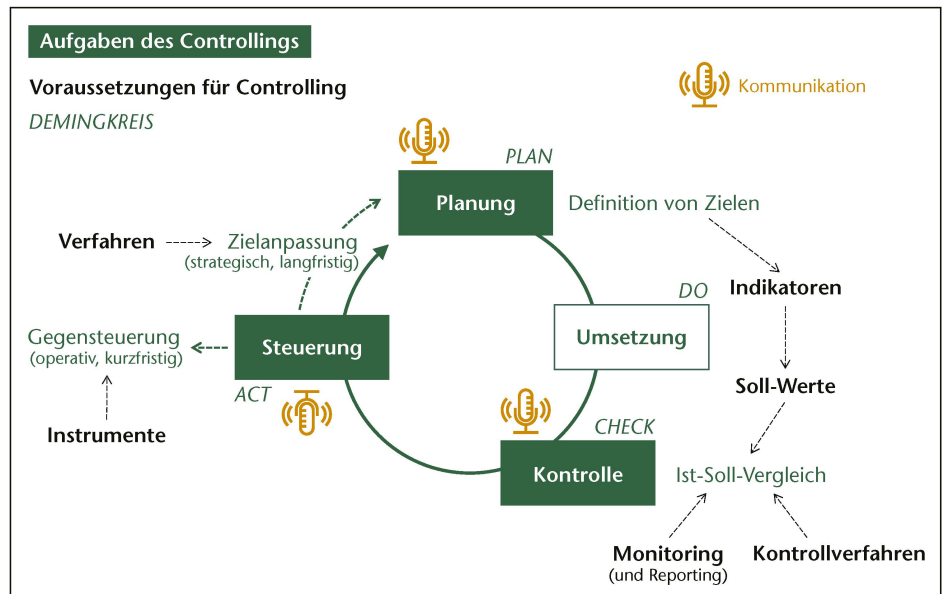 Aufgaben des Controllings
Voraussetzungen für Controlling
DEMINGKREIS
Kommunikation
PLAN
Planung
Definition von Zielen
Verfahren
Zielanpassung
(strategisch, langfristig)
Indikatoren
DO
Umsetzung
Gegensteuerung
(operativ, kurzfristig)
Steuerung
ACT
Soll-Werte
Instrumente
CHECK
Kontrolle
Ist-Soll-Vergleich
Monitoring
(und Reporting)
Kontrollverfahren